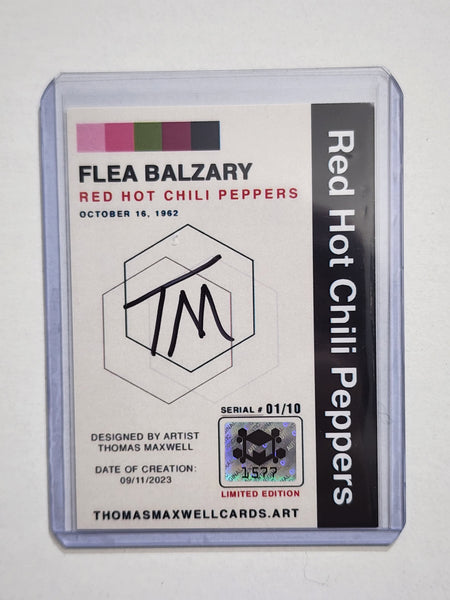 FLEA BALZARY
RED HOT CHILI PEPPERS
OCTOBER 16, 1962
TM
SERIAL # 01/10
1577
LIMITED EDITION
DESIGNED BY ARTIST
THOMAS MAXWELL
DATE OF CREATION:
09/11/2023
THOMASMAXWELLCARDS.ART
Red Hot Chili Peppers